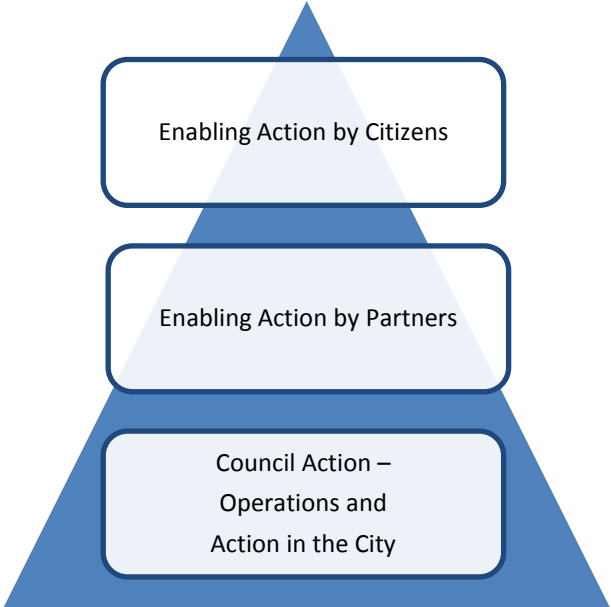 Enabling Action by Citizens
Enabling Action by Partners
Council Action –
Operations and
Action in the City